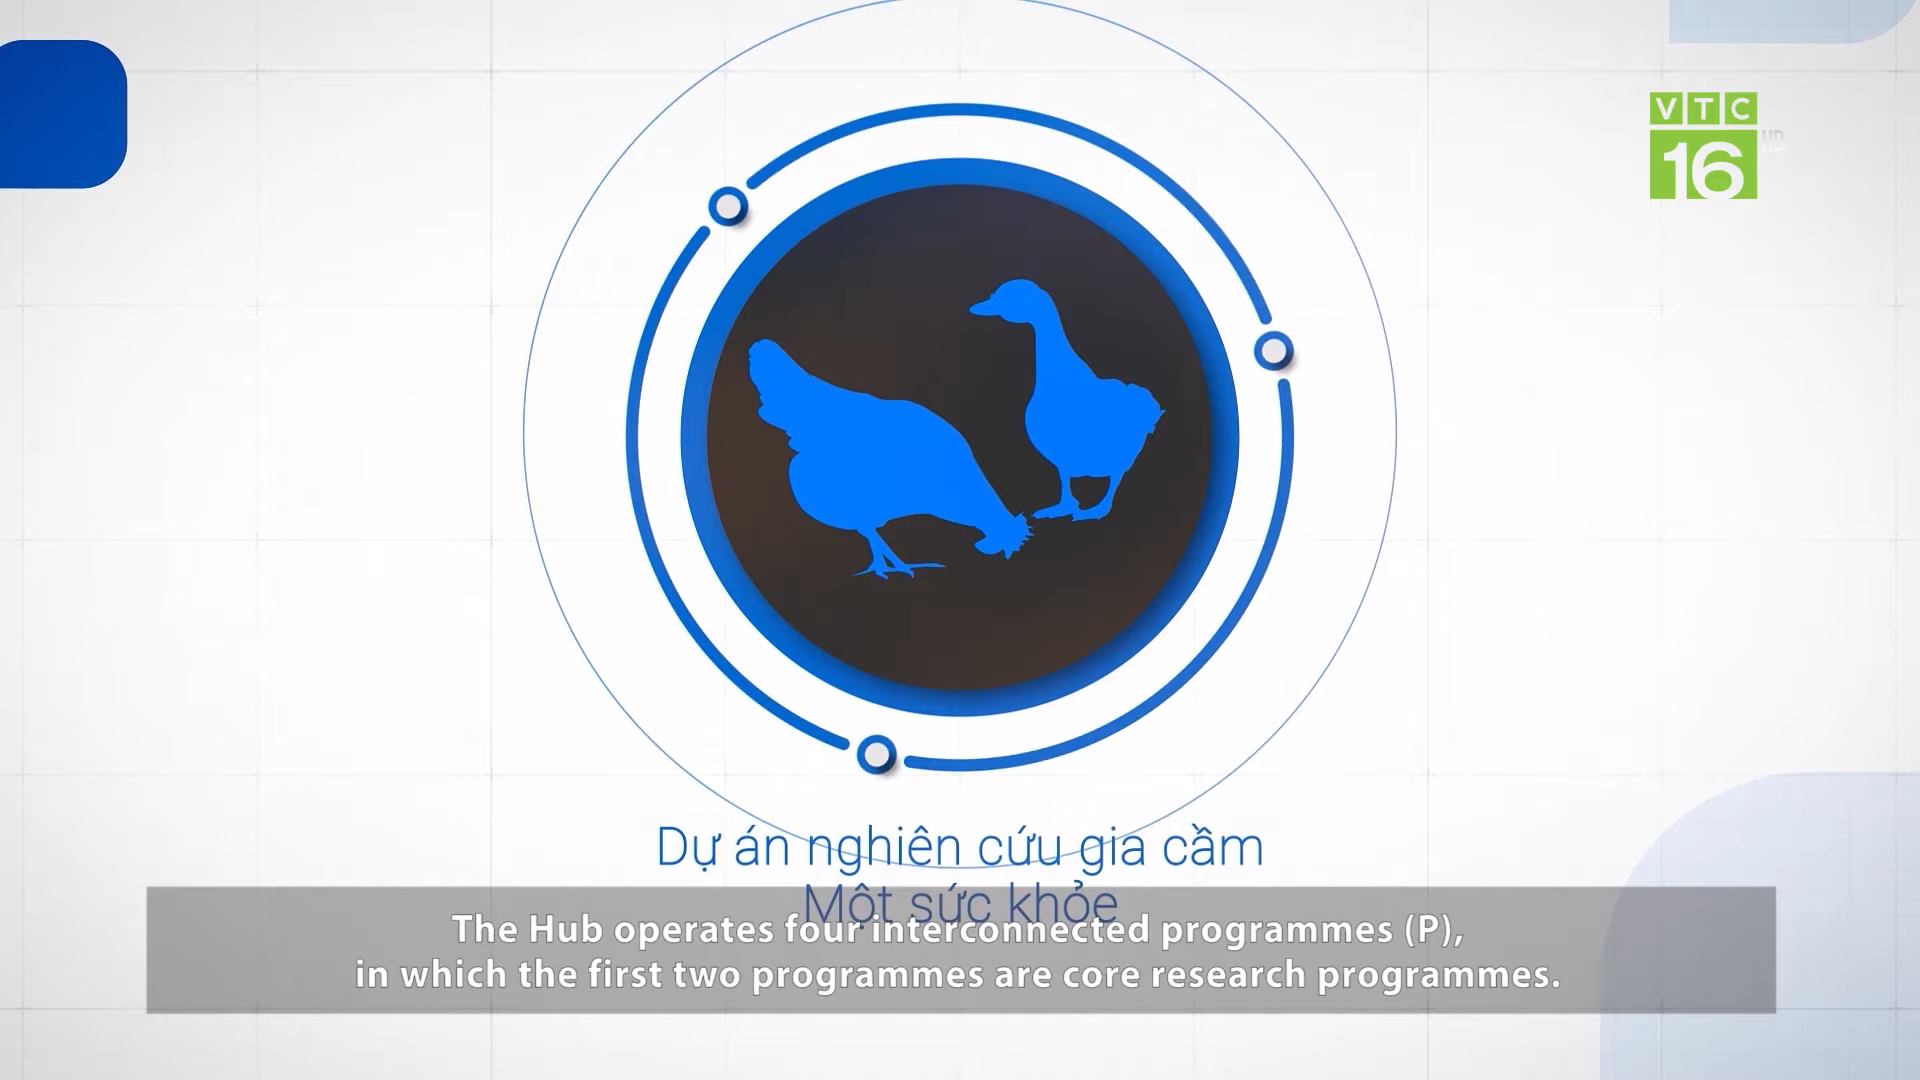 VTC
16 HD
Dự án nghiên cứu gia cầm
Một sức khỏe
The Hub operates four interconnected programmes (P),
in which the first two programmes are core research programmes.